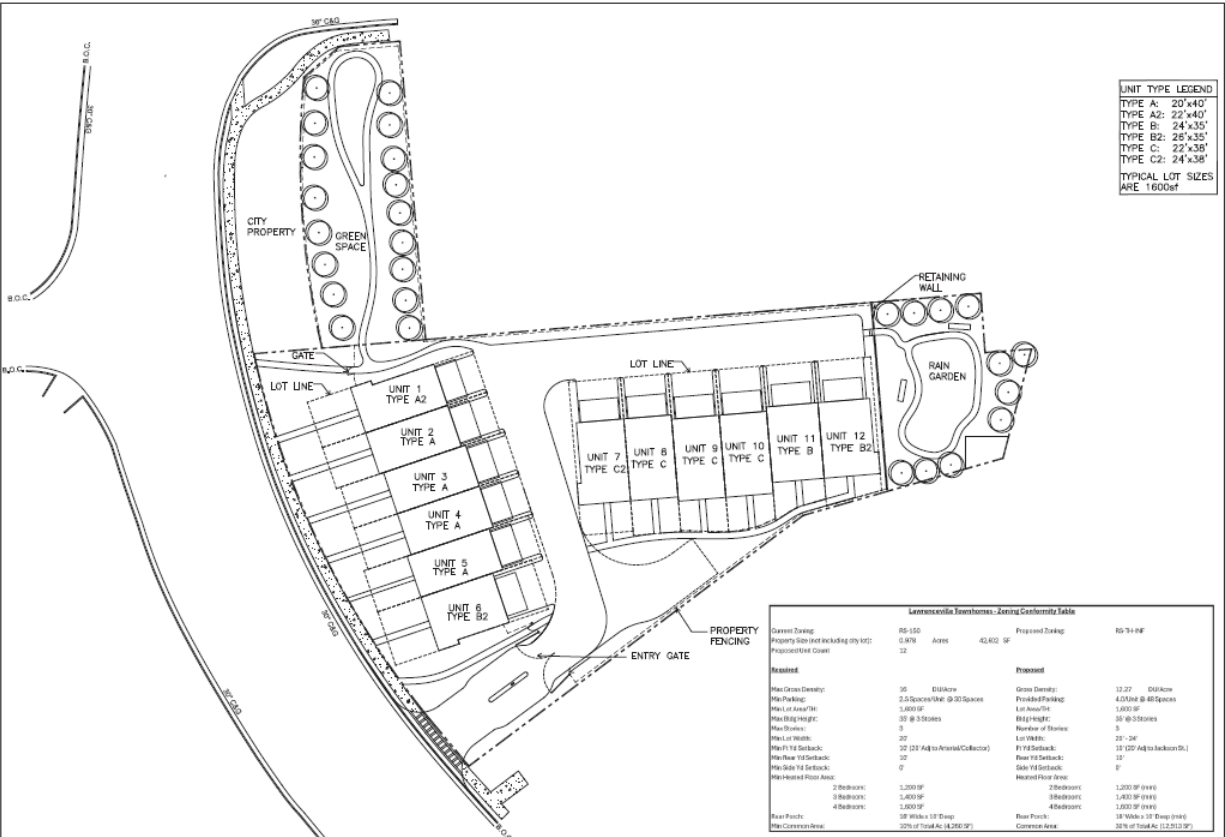 36' C&G
B.O.C.
30' C&G
UNIT TYPE LEGEND
TYPE A: 20'x40'
TYPE A2: 22'x40'
TYPE B: 24'x35'
TYPE B2: 26'x35'
TYPE C: 22'x38'
TYPE C2: 24'x38'
TYPICAL LOT SIZES
ARE 1600sf
CITY
PROPERTY
GREEN
SPACE
B.O.C.
RETAINING
WALL
GATE
LOT LINE
LOT LINE
RAIN
GARDEN
B.O.C.
UNIT 1
TYPE A2
UNIT 2
TYPE A
UNIT 3
TYPE A
UNIT 4
TYPE A
UNIT 5
TYPE A
UNIT 6
TYPE B2
UNIT 7
TYPE C2
UNIT 8
TYPE C
UNIT 9
TYPE C
UNIT 10
TYPE C
UNIT 11
TYPE B
UNIT 12
TYPE B2
30' C&G
PROPERTY
FENCING
ENTRY GATE
30' C&G
B.O.C.
Lawrenceville Townhomes - Zoning Conformity Table
Current Zoning: RS-150 Proposed Zoning: RS-TH-INF
Property Size (not including city lot): 0.978 Acres 42,602 SF
Proposed Unit Count 12
Required Proposed
Max Gross Density: 16 DU/Acre Gross Density: 12.27 DU/Acre
Min Parking: 2.5 Spaces/Unit @ 30 Spaces Provided Parking: 4.0/Unit @ 48 Spaces
Min Lot Area/TH: 1,600 SF Lot Area/TH: 1,600 SF
Max Bldg Height: 35' @ 3 Stories Bldg Height: 35' @ 3 Stories
Max Stories: 3 Number of Stories: 3
Min Lot Width: 20' Lot Width: 20' - 24'
Min Fr Yd Setback: 10' (20' Adj to Arterial/Collector) Fr Yd Setback: 10' (20' Adj to Jackson St.)
Min Rear Yd Setback: 10' Rear Yd Setback: 10'
Min Side Yd Setback: 0' Side Yd Setback: 0'
Min Heated Floor Area: Heated Floor Area:
2 Bedroom: 1,200 SF 2 Bedroom: 1,200 SF (min)
3 Bedroom: 1,400 SF 3 Bedroom: 1,400 SF (min)
4 Bedroom: 1,600 SF 4 Bedroom: 1,600 SF (min)
Rear Porch: Wide x 10' Deep Rear Porch: Wide x 10' Deep (min)
Min Common Area: 10% of Total Ac (4,260 SF) Common Area: 30% of Total Ac (12,913 SF)